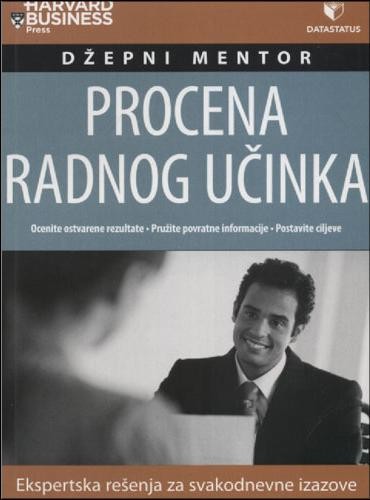 HARVARD
BUSINESS
Press
DATASTATUS
DŽEPNI MENTOR
PROCENA
RADNOG UČINKA
Ocenite ostvarene rezultate • Pružite povratne informacije • Postavite ciljeve
Ekspertska rešenja za svakodnevne izazove